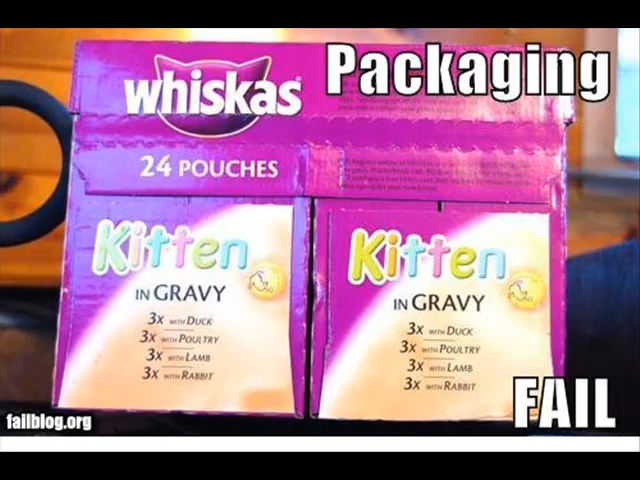 Packaging
whiskas
24 POUCHES
Kitten
IN GRAVY
3X WITH DUCK
3X WITH POULTRY
3X WITH LAMB
3X WITH RABBIT
Kitten
IN GRAVY
3X WITH DUCK
3X WITH POULTRY
3X WITH LAMB
3X WITH RABBIT
FAIL
failblog.org